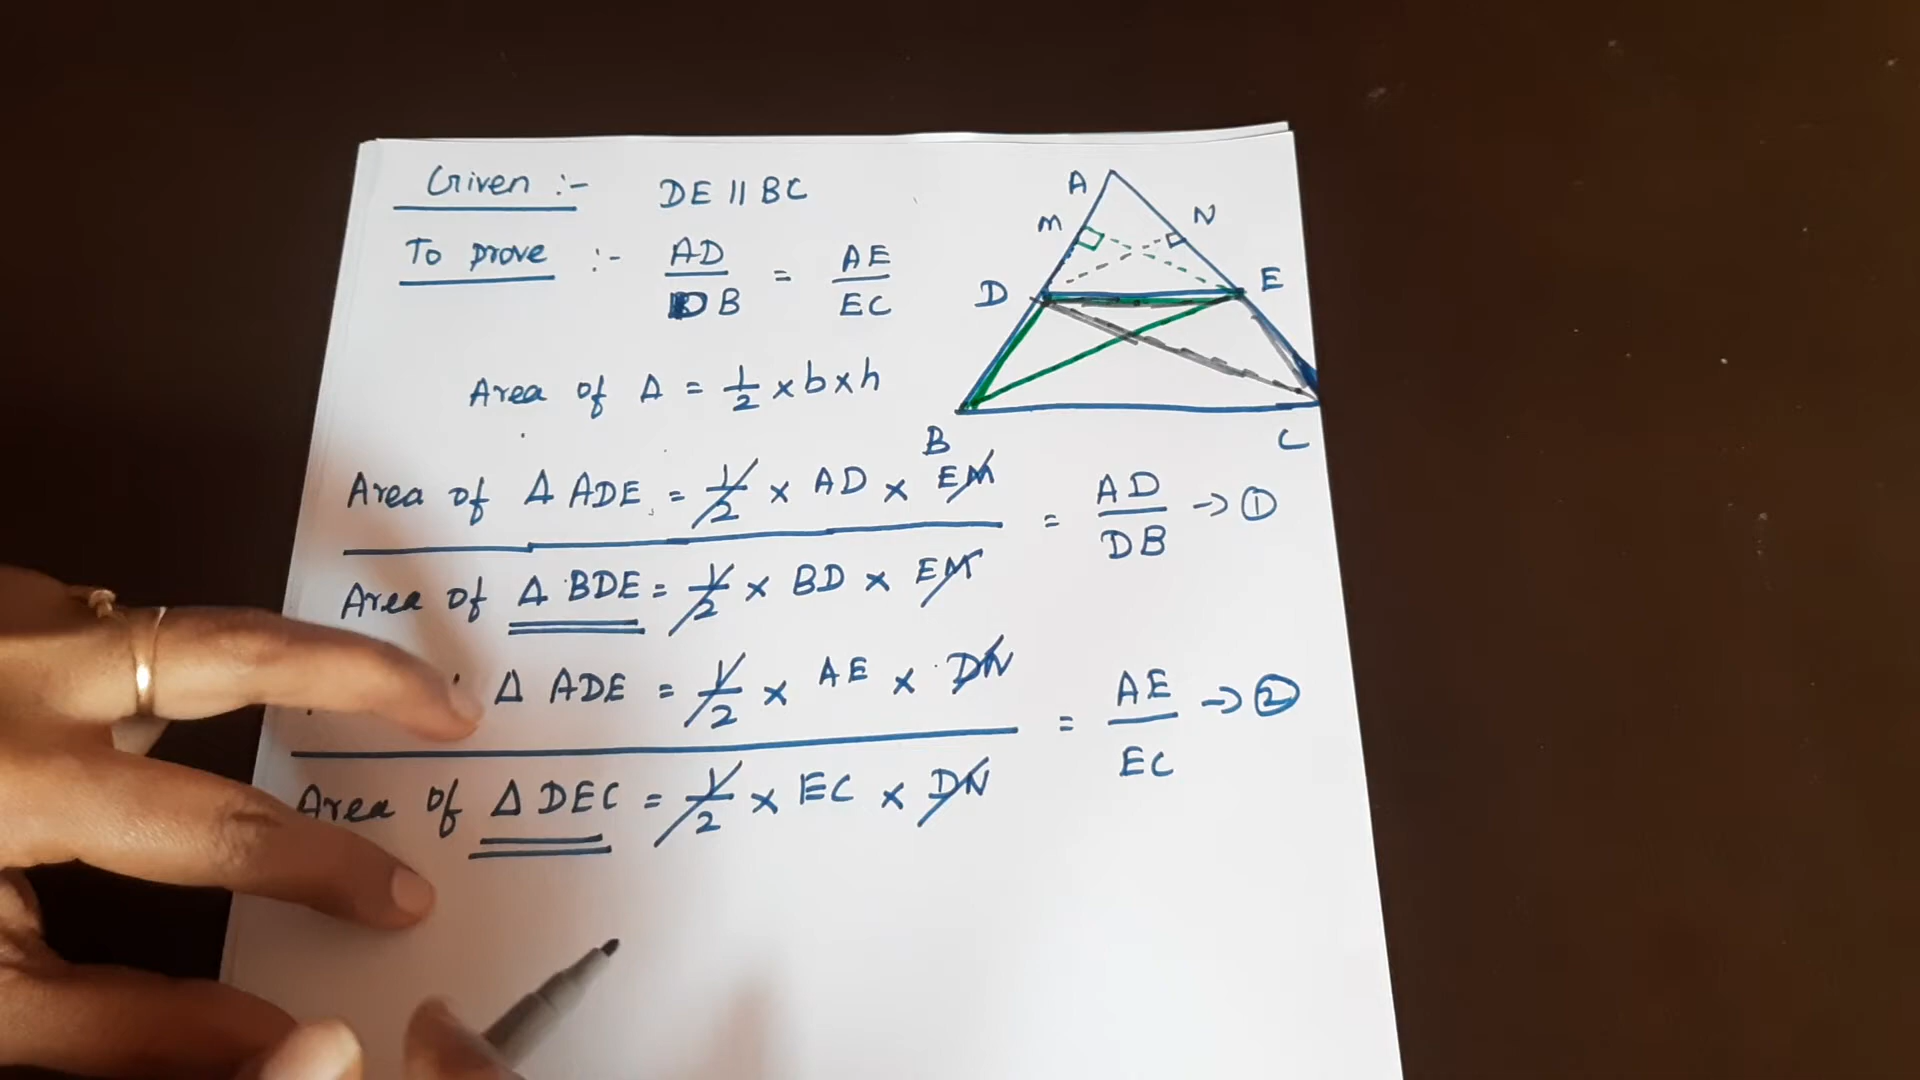 Given :- DE || BC
To prove :- AD/DB = AE/EC
Area of Δ = 1/2 × b × h
Area of Δ ADE = 1/2 × AD × EM
Area of Δ BDE = 1/2 × BD × EM
= AD/DB → ①
Δ ADE = 1/2 × AE × DN
Area of Δ DEC = 1/2 × EC × DN
= AE/EC → ②
A
M
N
D
E
B
C